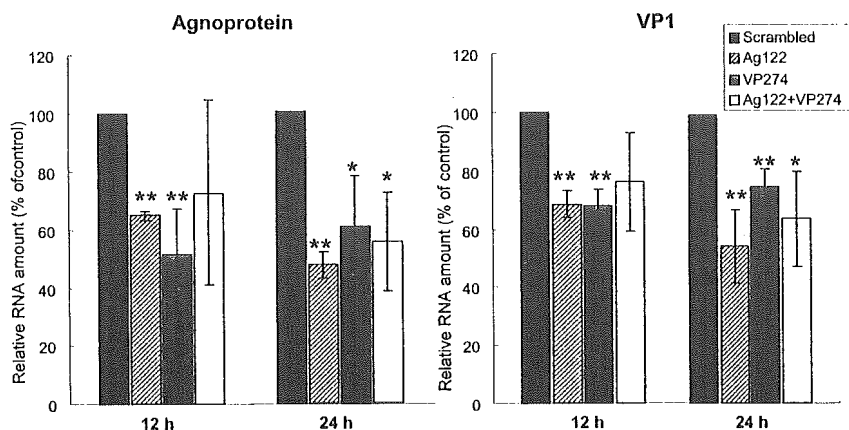 Agnoprotein
Relative RNA amount (% ofcontrol)
120
100
80
60
40
20
0
**
**
**
*
*
12 h
24 h
VP1
Relative RNA amount (% of control)
120
100
80
60
40
20
0
**
**
**
**
*
12 h
24 h
Scrambled
Ag122
VP274
Ag122+VP274